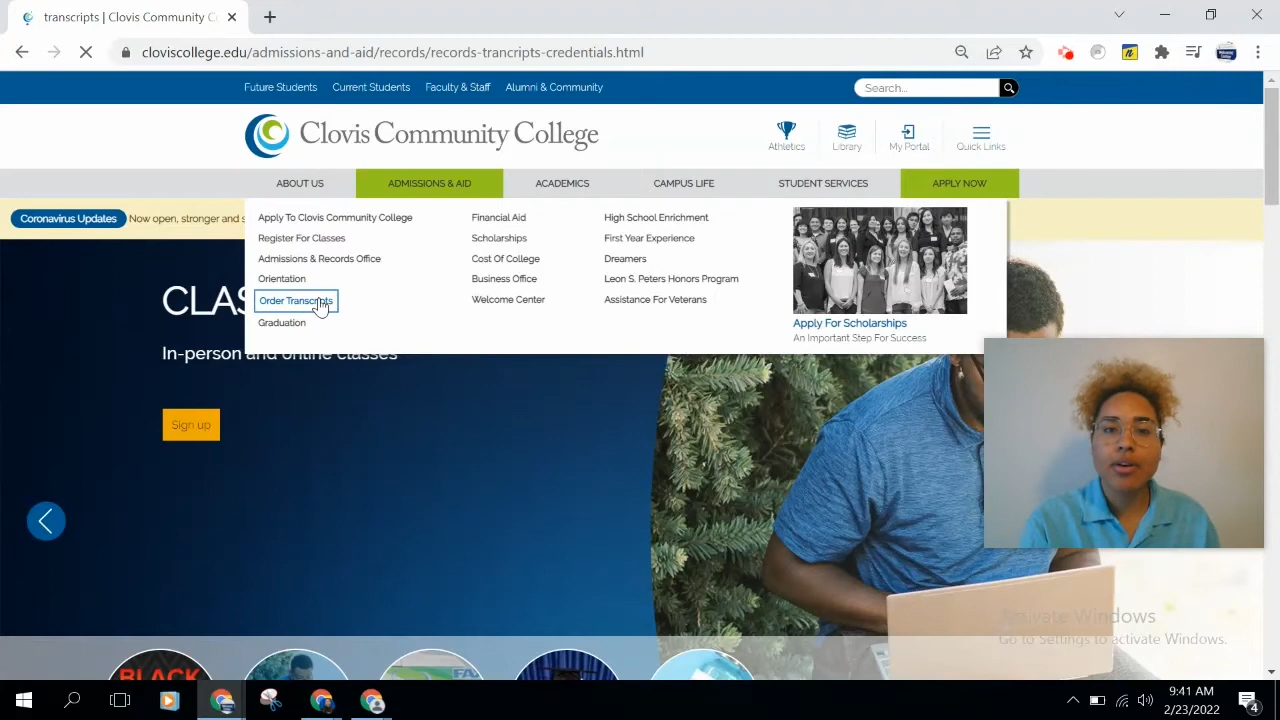 transcripts | Clovis Community C
cloviscollege.edu/admissions-and-aid/records/records-trancripts-credentials.html
Future Students Current Students Faculty & Staff Alumni & Community
Search...
Clovis Community College
Athletics Library My Portal Quick Links
ABOUT US ADMISSIONS & AID ACADEMICS CAMPUS LIFE STUDENT SERVICES APPLY NOW
Coronavirus Updates Now open, stronger and s
Apply To Clovis Community College
Register For Classes
Admissions & Records Office
Orientation
Order Transcripts
Graduation
Financial Aid
Scholarships
Cost Of College
Business Office
Welcome Center
High School Enrichment
First Year Experience
Dreamers
Leon S. Peters Honors Program
Assistance For Veterans
Apply For Scholarships
An Important Step For Success
CLAS
In-person and online classes
Sign up
BLACK
FA
Activate Windows
Go to Settings to activate Windows.
9:41 AM
2/23/2022
4